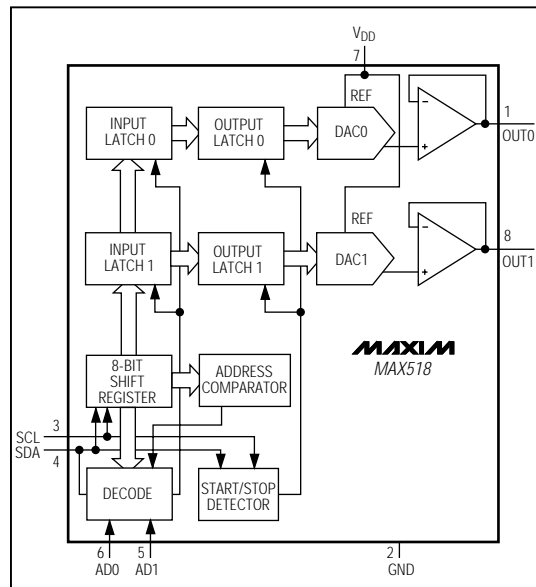 VDD
7
REF
INPUT
LATCH 0
OUTPUT
LATCH 0
DAC0
-
+
1
OUT0
REF
INPUT
LATCH 1
OUTPUT
LATCH 1
DAC1
-
+
8
OUT1
MAXIM
MAX518
8-BIT
SHIFT
REGISTER
ADDRESS
COMPARATOR
3
SCL
SDA
4
DECODE
START/STOP
DETECTOR
6
AD0
5
AD1
2
GND